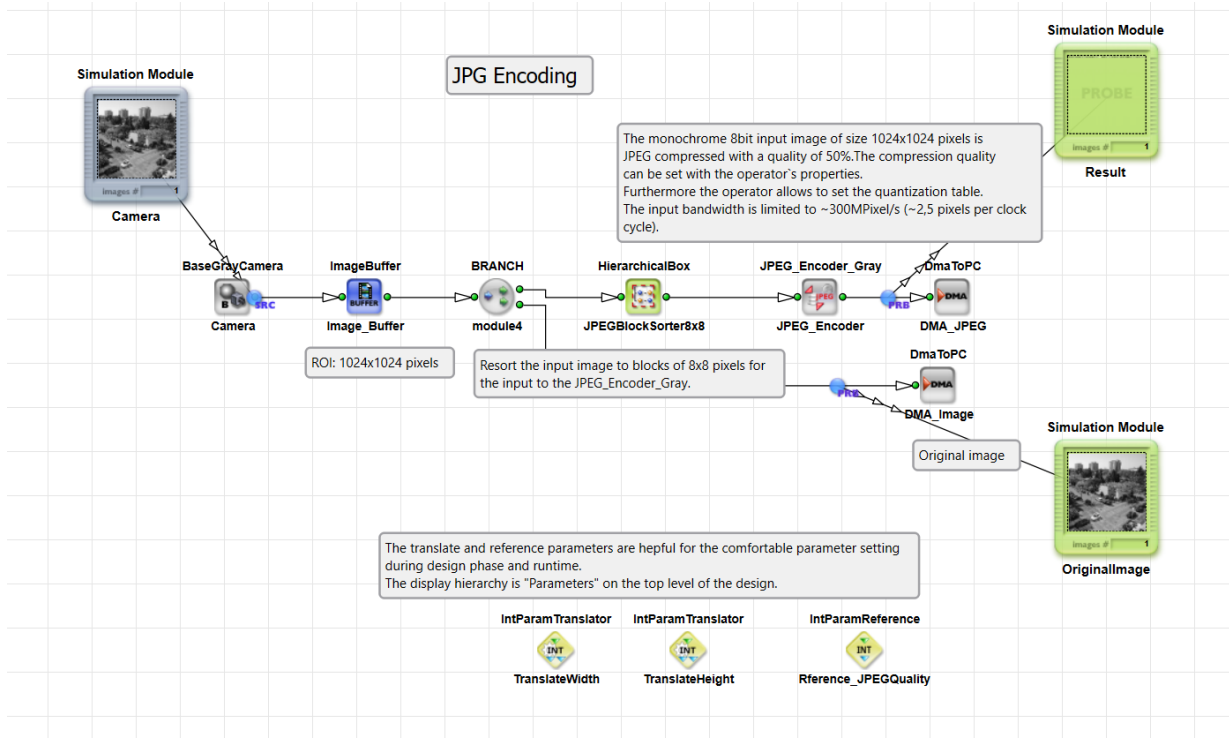 Simulation Module
JPG Encoding
Simulation Module
PROBE
images # 1
Result
images # 1
Camera
The monochrome 8bit input image of size 1024x1024 pixels is
JPEG compressed with a quality of 50%.The compression quality
can be set with the operator`s properties.
Furthermore the operator allows to set the quantization table.
The input bandwidth is limited to ~300MPixel/s (~2,5 pixels per clock
cycle).
BaseGrayCamera
ImageBuffer
BRANCH
HierarchicalBox
JPEG_Encoder_Gray
DmaToPC
B
SRC
BUFFER
JPEG
PRB
DMA
Camera
Image_Buffer
module4
JPEGBlockSorter8x8
JPEG_Encoder
DMA_JPEG
ROI: 1024x1024 pixels
Resort the input image to blocks of 8x8 pixels for
the input to the JPEG_Encoder_Gray.
DmaToPC
PRB
DMA
DMA_Image
Simulation Module
Original image
images # 1
OriginalImage
The translate and reference parameters are hepful for the comfortable parameter setting
during design phase and runtime.
The display hierarchy is "Parameters" on the top level of the design.
IntParamTranslator
IntParamTranslator
IntParamReference
INT
INT
INT
TranslateWidth
TranslateHeight
Rference_JPEGQuality